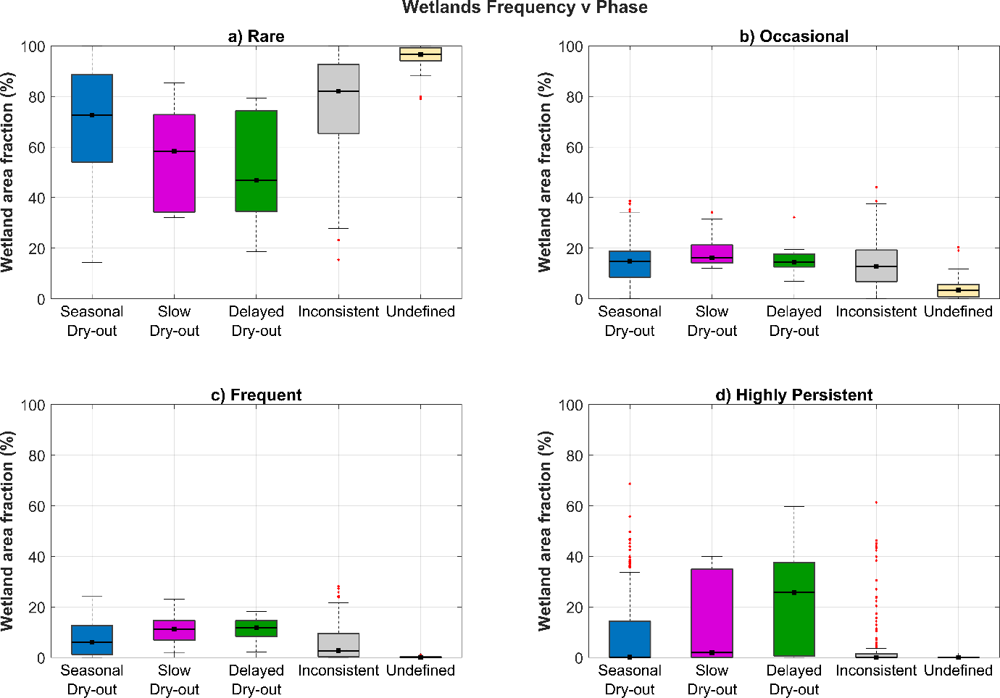 Wetlands Frequency v Phase
a) Rare
Wetland area fraction (%)
100
80
60
40
20
0
Seasonal Dry-out
Slow Dry-out
Delayed Dry-out
Inconsistent
Undefined
b) Occasional
Wetland area fraction (%)
100
80
60
40
20
0
Seasonal Dry-out
Slow Dry-out
Delayed Dry-out
Inconsistent
Undefined
c) Frequent
Wetland area fraction (%)
100
80
60
40
20
0
Seasonal Dry-out
Slow Dry-out
Delayed Dry-out
Inconsistent
Undefined
d) Highly Persistent
Wetland area fraction (%)
100
80
60
40
20
0
Seasonal Dry-out
Slow Dry-out
Delayed Dry-out
Inconsistent
Undefined